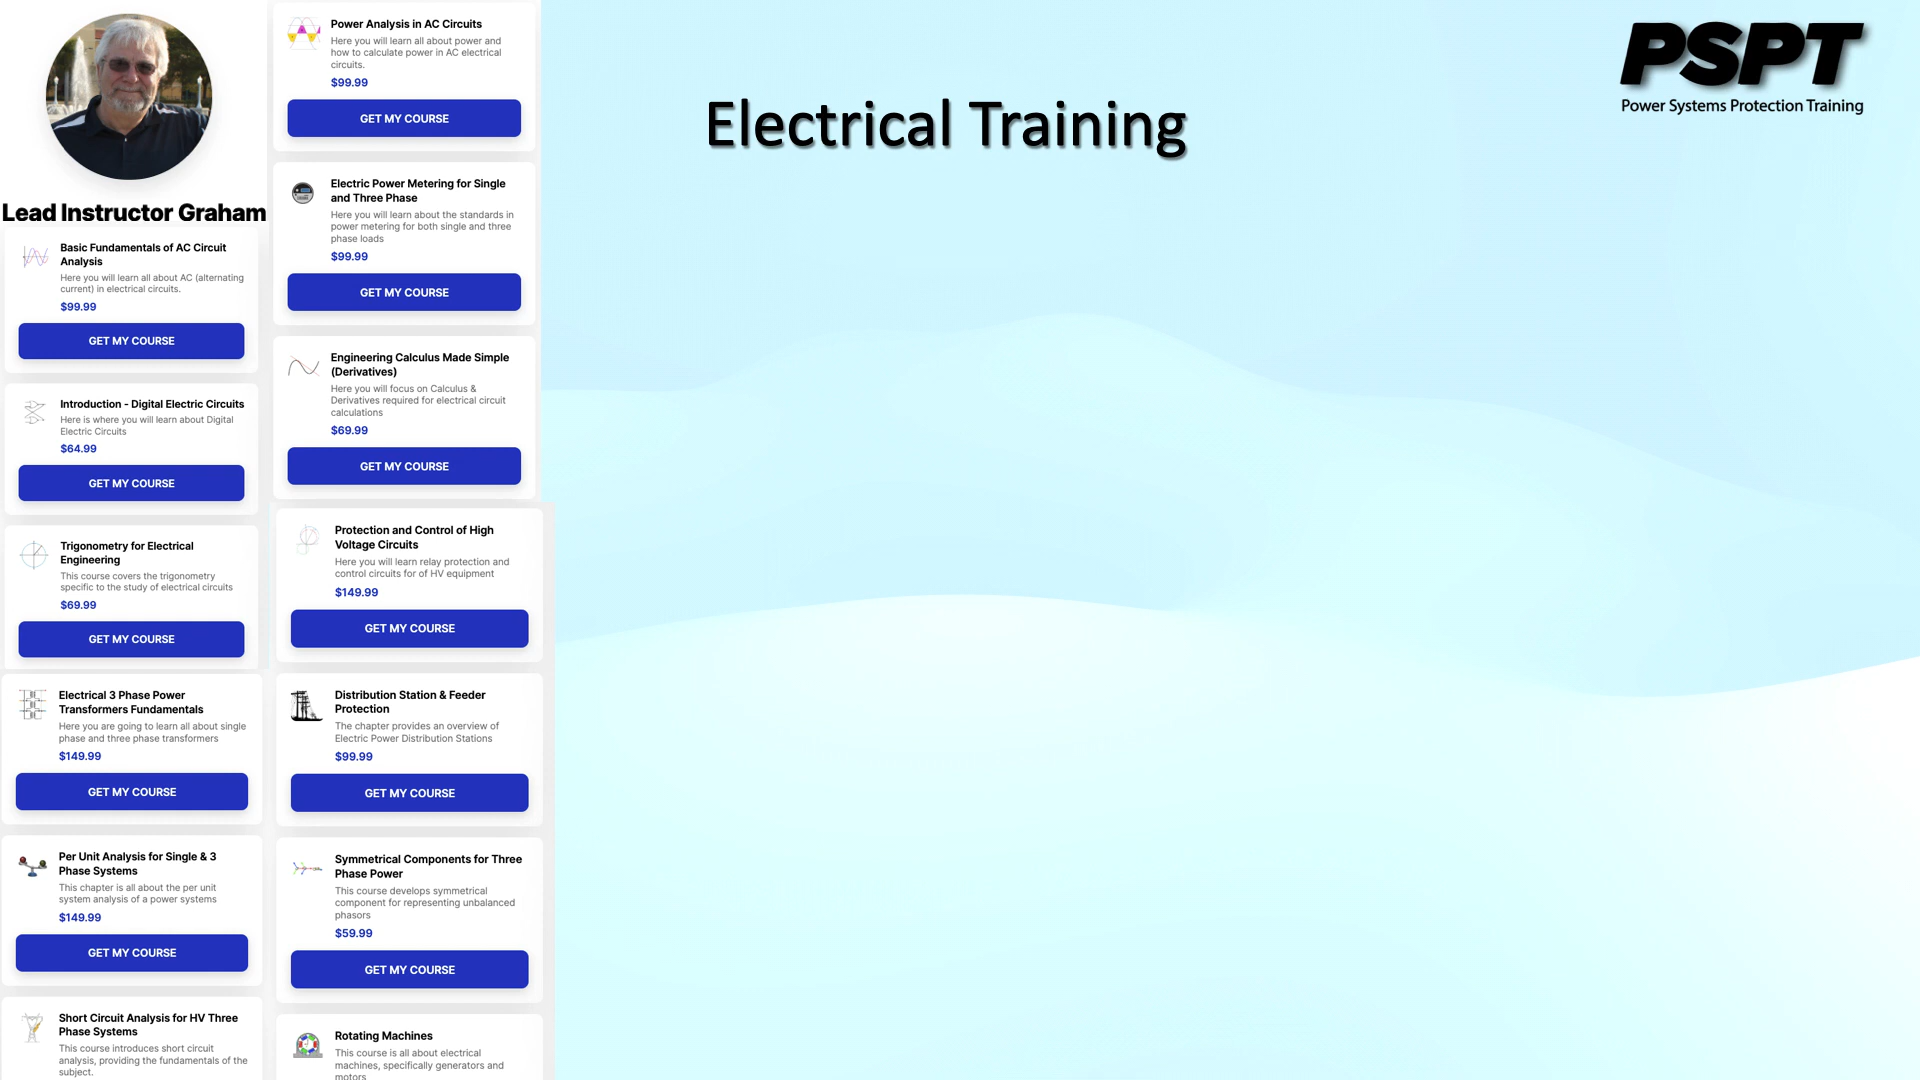 Lead Instructor Graham
Basic Fundamentals of AC Circuit
Analysis
Here you will learn all about AC (alternating
current) in electrical circuits.
$99.99
GET MY COURSE
Introduction - Digital Electric Circuits
Here is where you will learn about Digital
Electric Circuits
$64.99
GET MY COURSE
Trigonometry for Electrical
Engineering
This course covers the trigonometry
specific to the study of electrical circuits
$69.99
GET MY COURSE
Electrical 3 Phase Power
Transformers Fundamentals
Here you are going to learn all about single
phase and three phase transformers
$149.99
GET MY COURSE
Per Unit Analysis for Single & 3
Phase Systems
This chapter is all about the per unit
system analysis of a power systems
$149.99
GET MY COURSE
Short Circuit Analysis for HV Three
Phase Systems
This course introduces short circuit
analysis, providing the fundamentals of the
subject.
Power Analysis in AC Circuits
Here you will learn all about power and
how to calculate power in AC electrical
circuits.
$99.99
GET MY COURSE
Electric Power Metering for Single
and Three Phase
Here you will learn about the standards in
power metering for both single and three
phase loads
$99.99
GET MY COURSE
Engineering Calculus Made Simple
(Derivatives)
Here you will focus on Calculus &
Derivatives required for electrical circuit
calculations
$69.99
GET MY COURSE
Protection and Control of High
Voltage Circuits
Here you will learn relay protection and
control circuits for of HV equipment
$149.99
GET MY COURSE
Distribution Station & Feeder
Protection
The chapter provides an overview of
Electric Power Distribution Stations
$99.99
GET MY COURSE
Symmetrical Components for Three
Phase Power
This course develops symmetrical
component for representing unbalanced
phasors
$59.99
GET MY COURSE
Rotating Machines
This course is all about electrical
machines, specifically generators and
motors
Electrical Training
PSPT
Power Systems Protection Training